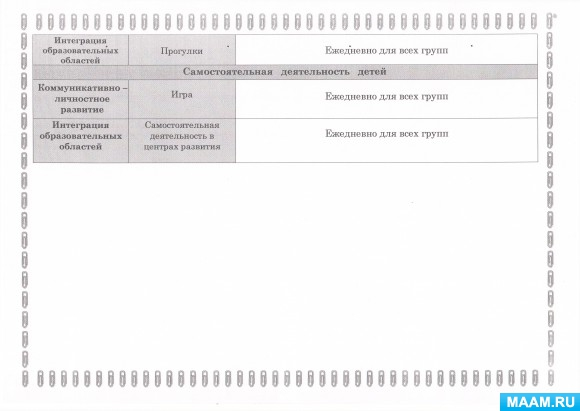 Интеграция
образовательных
областей
Прогулки
Ежедневно для всех групп
Самостоятельная деятельность детей
Коммуникативно –
личностное
развитие
Игра
Ежедневно для всех групп
Интеграция
образовательных
областей
Самостоятельная
деятельность в
центрах развития
Ежедневно для всех групп
MAAM.RU